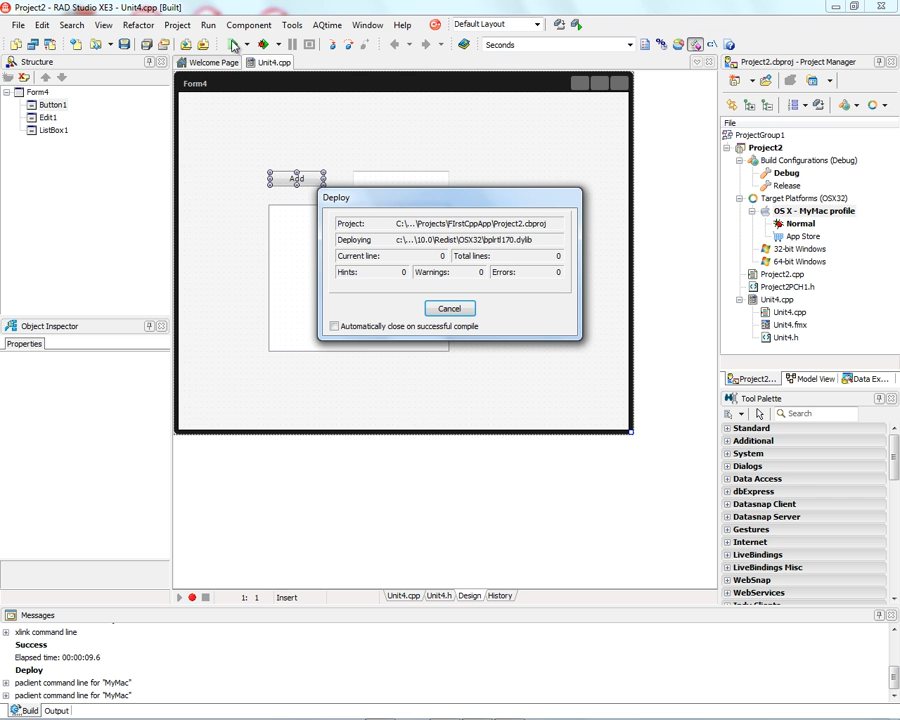 Project2 - RAD Studio XE3 - Unit4.cpp [Built]
File Edit Search View Refactor Project Run Component Tools AQtime Window Help Default Layout
Seconds
Structure
Welcome Page Unit4.cpp
Project2.cbproj - Project Manager
Form4
Button1
Edit1
ListBox1
Form4
Add
Deploy
Project: C:\...\Projects\FIrstCppApp\Project2.cbproj
Deploying c:\...\10.0\Redist\OSX32\bplrtl170.dylib
Current line: 0 Total lines: 0
Hints: 0 Warnings: 0 Errors: 0
Cancel
Automatically close on successful compile
File
ProjectGroup1
Project2
Build Configurations (Debug)
Debug
Release
Target Platforms (OSX32)
OS X - MyMac profile
Normal
App Store
32-bit Windows
64-bit Windows
Project2.cpp
Project2PCH1.h
Unit4.cpp
Unit4.cpp
Unit4.fmx
Unit4.h
Project2... Model View Data Ex...
Object Inspector
Properties
Tool Palette
Search
Standard
Additional
System
Dialogs
Data Access
dbExpress
Datasnap Client
Datasnap Server
Gestures
Internet
LiveBindings
LiveBindings Misc
WebSnap
WebServices
1: 1 Insert Unit4.cpp Unit4.h Design History
Messages
xlink command line
Success
Elapsed time: 00:00:09.6
Deploy
paclient command line for "MyMac"
paclient command line for "MyMac"
Build Output